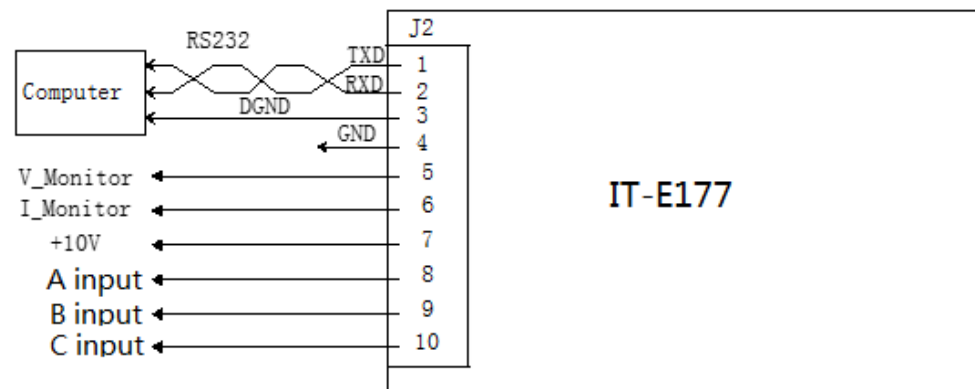 J2
RS232
TXD
1
Computer
RXD
2
DGND
3
GND
4
V_Monitor
5
I_Monitor
6
+10V
7
A input
8
B input
9
C input
10
IT-E177